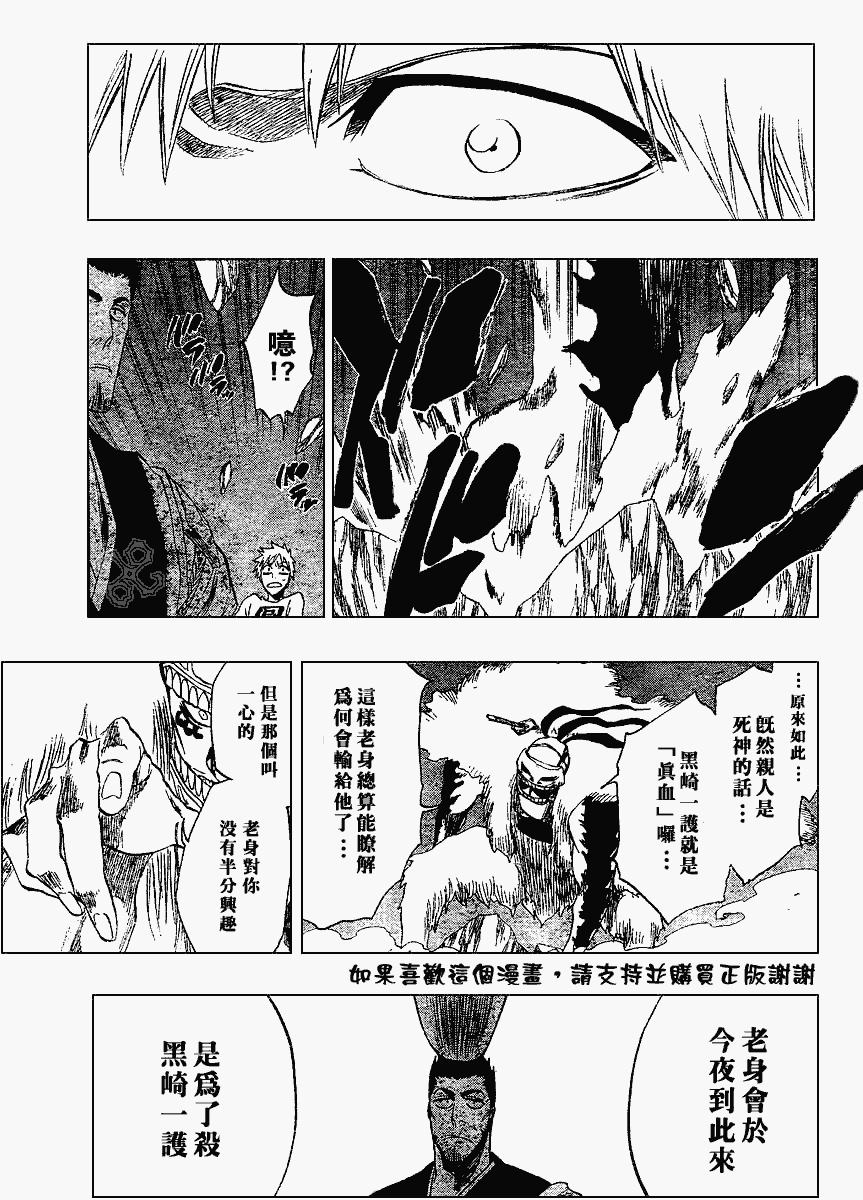 噫!?
…原來如此…
既然親人是
死神的話…
黑崎一護就是
「眞血」囉…
這樣老身總算能瞭解
爲何會輸給他了…
但是那個叫
一心的
老身對你
没有半分興趣
如果喜歡這個漫畫，請支持并購買正版謝謝
老身會於
今夜到此來
是爲了殺
黑崎一護